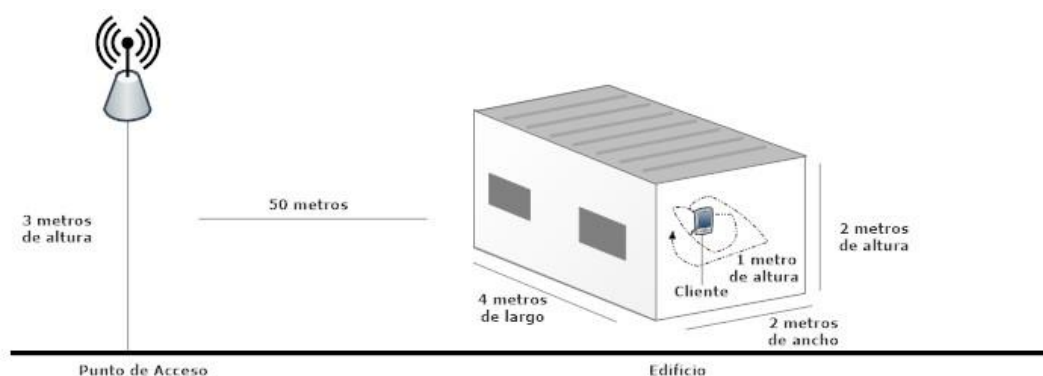 3 metros
de altura
50 metros
2 metros
de altura
1 metro
de altura
Cliente
4 metros
de largo
2 metros
de ancho
Punto de Acceso
Edificio